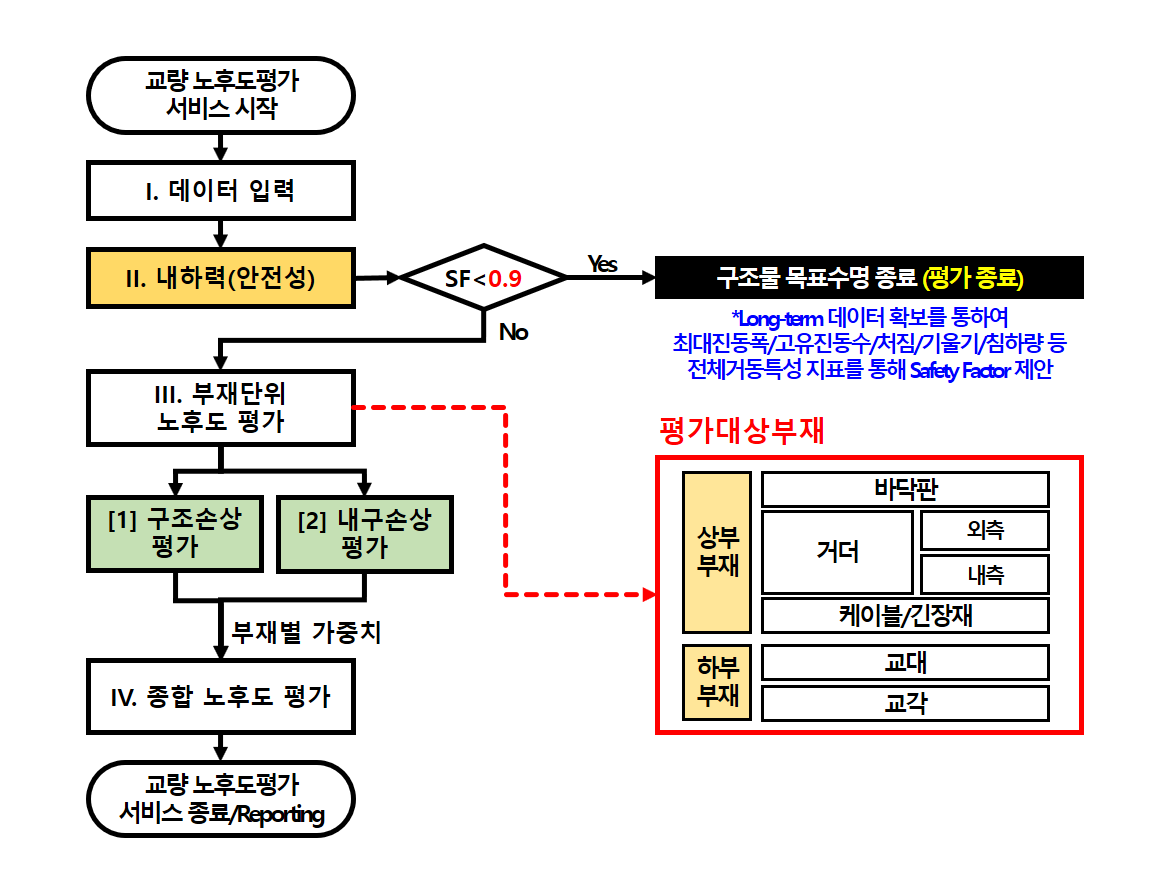 교량 노후도평가
서비스 시작
I. 데이터 입력
II. 내하력(안전성)
SF<0.9
Yes
No
구조물 목표수명 종료 (평가 종료)
*Long-term 데이터 확보를 통하여
최대진동폭/고유진동수/처짐/기울기/침하량 등
전체거동특성 지표를 통해 Safety Factor 제안
III. 부재단위
노후도 평가
[1] 구조손상
평가
[2] 내구손상
평가
부재별 가중치
IV. 종합 노후도 평가
교량 노후도평가
서비스 종료/Reporting
평가대상부재
상부
부재
바닥판
거더
외측
내측
케이블/긴장재
하부
부재
교대
교각